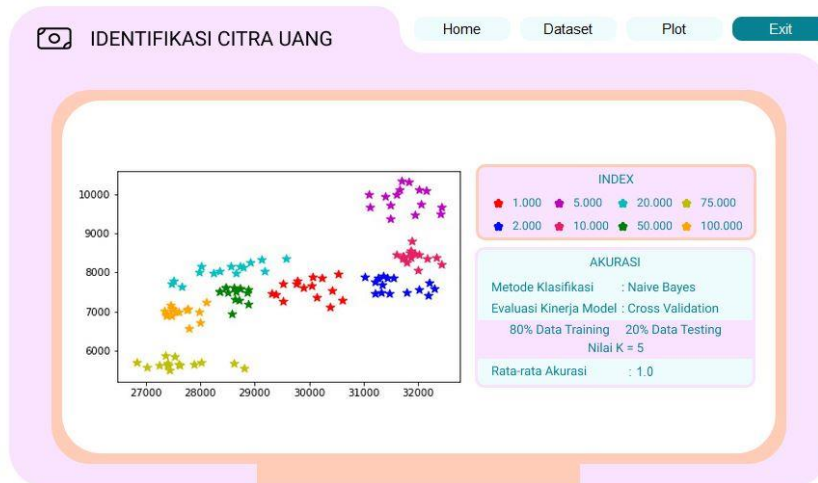 IDENTIFIKASI CITRA UANG
Home Dataset Plot Exit
10000
9000
8000
7000
6000
27000 28000 29000 30000 31000 32000
INDEX
1.000 5.000 20.000 75.000
2.000 10.000 50.000 100.000
AKURASI
Metode Klasifikasi : Naive Bayes
Evaluasi Kinerja Model : Cross Validation
80% Data Training 20% Data Testing
Nilai K = 5
Rata-rata Akurasi : 1.0